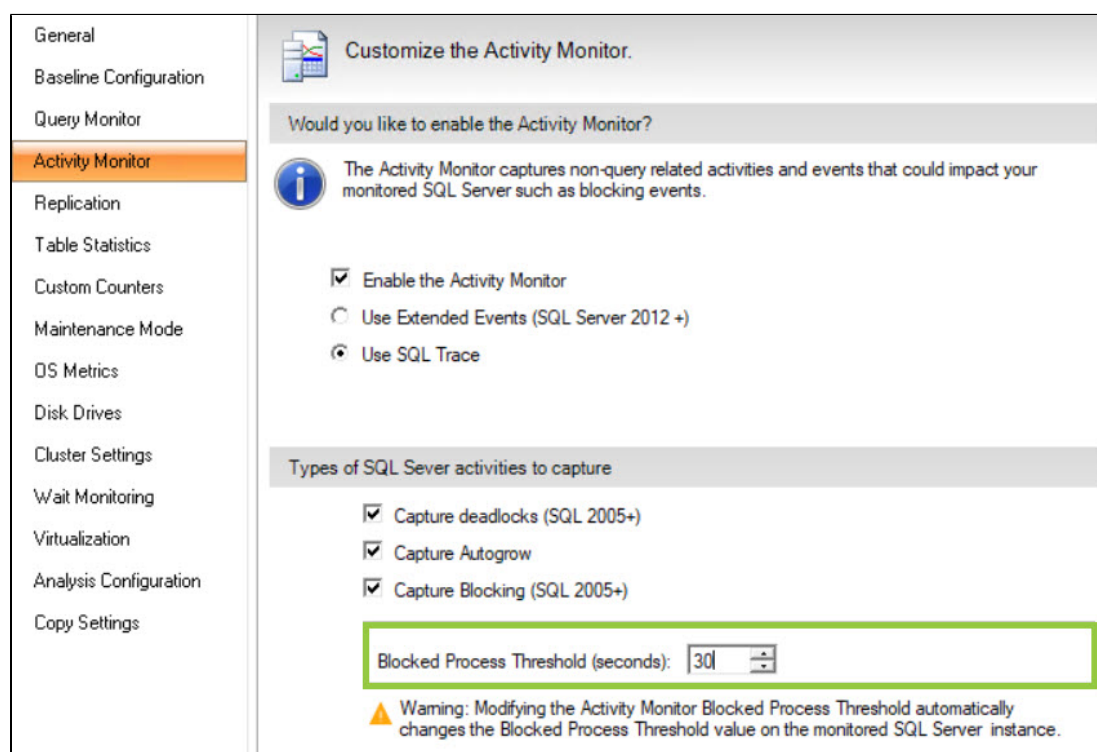 General
Baseline Configuration
Query Monitor
Activity Monitor
Replication
Table Statistics
Custom Counters
Maintenance Mode
OS Metrics
Disk Drives
Cluster Settings
Wait Monitoring
Virtualization
Analysis Configuration
Copy Settings
Customize the Activity Monitor.
Would you like to enable the Activity Monitor?
The Activity Monitor captures non-query related activities and events that could impact your
monitored SQL Server such as blocking events.
Enable the Activity Monitor
Use Extended Events (SQL Server 2012 +)
Use SQL Trace
Types of SQL Sever activities to capture
Capture deadlocks (SQL 2005+)
Capture Autogrow
Capture Blocking (SQL 2005+)
Blocked Process Threshold (seconds): 30
Warning: Modifying the Activity Monitor Blocked Process Threshold automatically
changes the Blocked Process Threshold value on the monitored SQL Server instance.